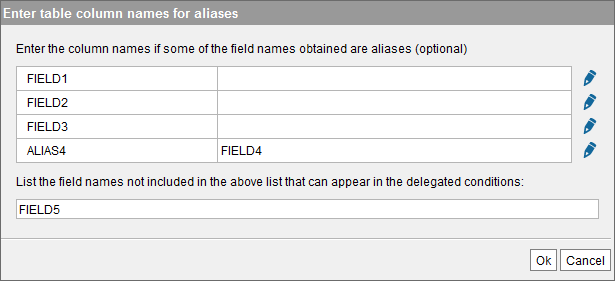 Enter table column names for aliases
Enter the column names if some of the field names obtained are aliases (optional)
FIELD1
FIELD2
FIELD3
ALIAS4 FIELD4
List the field names not included in the above list that can appear in the delegated conditions:
FIELD5
Ok Cancel